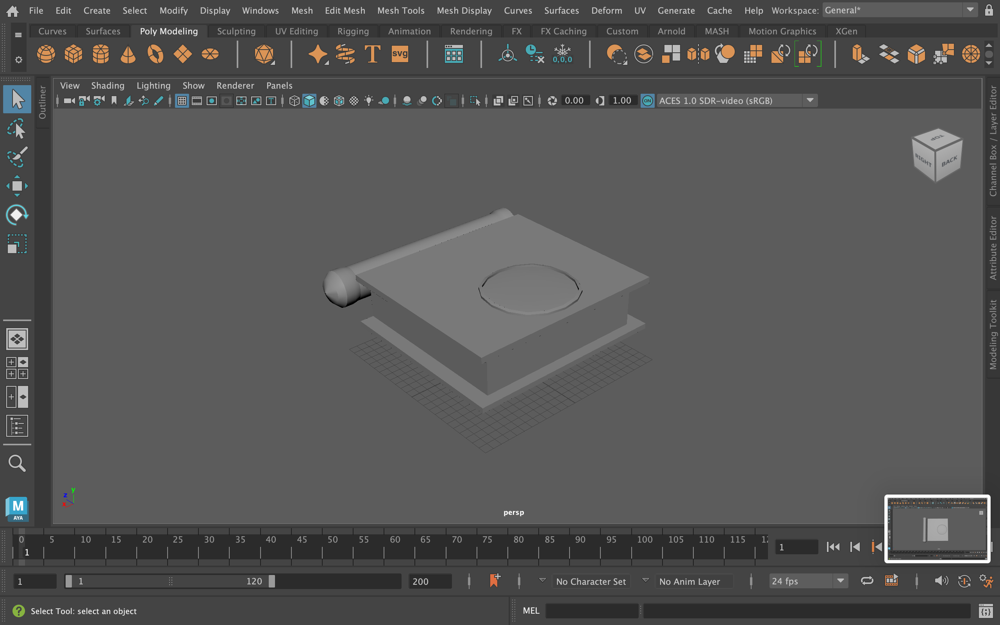 File Edit Create Select Modify Display Windows Mesh Edit Mesh Mesh Tools Mesh Display Curves Surfaces Deform UV Generate Cache Help Workspace: General*
Curves Surfaces Poly Modeling Sculpting UV Editing Rigging Animation Rendering FX FX Caching Custom Arnold MASH Motion Graphics XGen
T svg 0,0,0
View Shading Lighting Show Renderer Panels
T 0.00 1.00 ON ACES 1.0 SDR-video (sRGB)
Outliner
Channel Box / Layer Editor
Attribute Editor
Modeling Toolkit
TOP
RIGHT BACK
y
z
x
persp
M
AYA
0 5 10 15 20 25 30 35 40 45 50 55 60 65 70 75 80 85 90 95 100 105 110 115
1
1
1 1 120 200 No Character Set No Anim Layer 24 fps
? Select Tool: select an object MEL